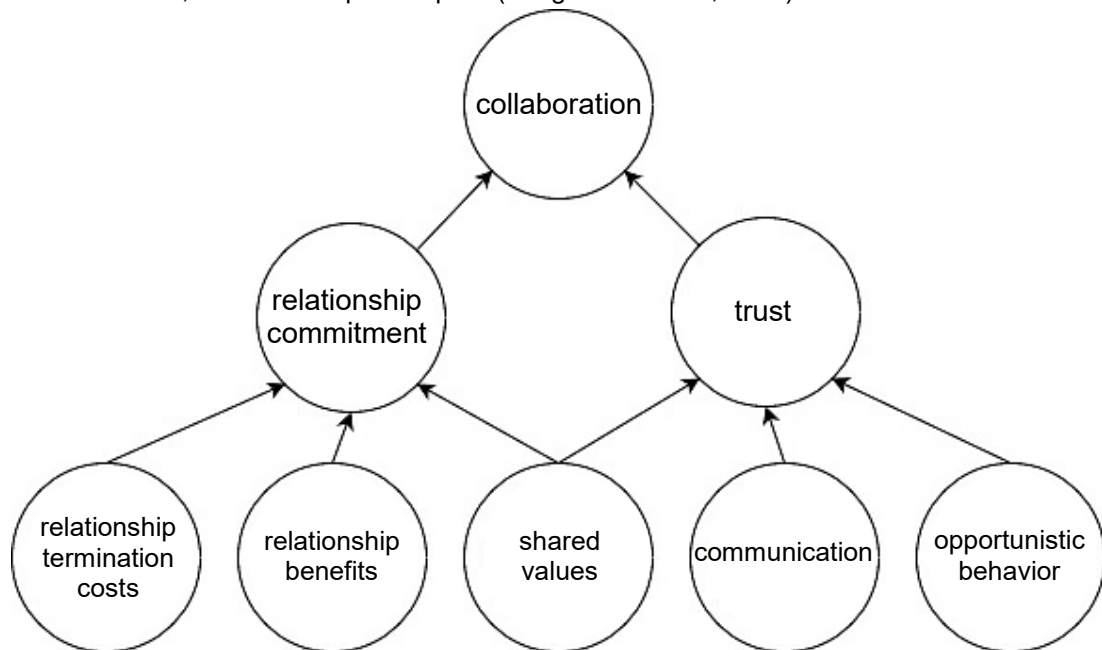 collaboration
relationship
commitment
trust
relationship
termination
costs
relationship
benefits
shared
values
communication
opportunistic
behavior